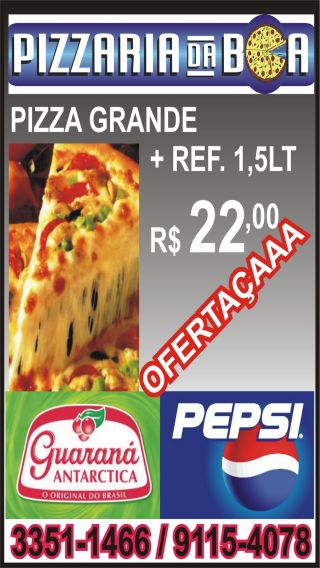 PIZZARIA DA BOCA
PIZZA GRANDE
+ REF. 1,5LT
R$ 22,00
OFERTAÇAAA
Guaraná
ANTARCTICA
O ORIGINAL DO BRASIL
PEPSI
3351-1466 / 9115-4078